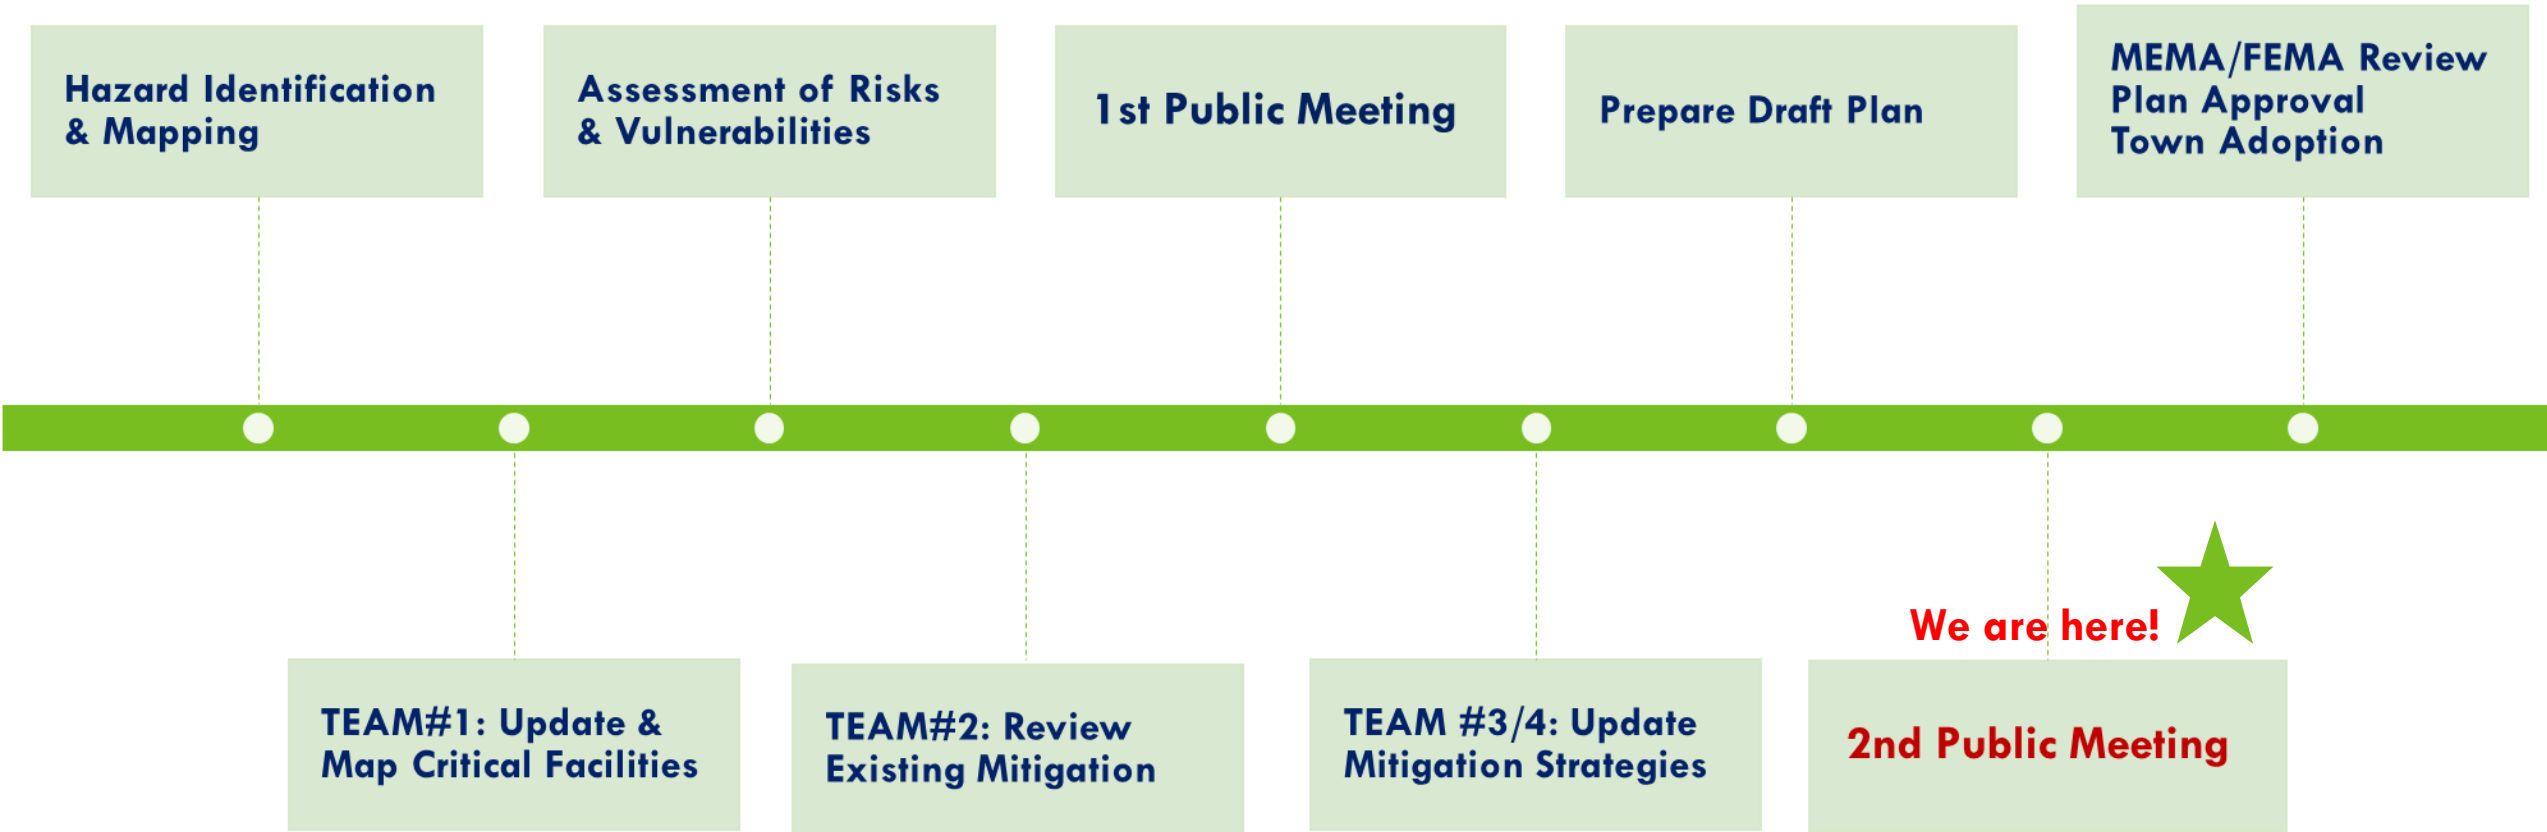 Hazard Identification
& Mapping
Assessment of Risks
& Vulnerabilities
1st Public Meeting
Prepare Draft Plan
MEMA/FEMA Review
Plan Approval
Town Adoption
TEAM#1: Update &
Map Critical Facilities
TEAM#2: Review
Existing Mitigation
TEAM #3/4: Update
Mitigation Strategies
We are here!
2nd Public Meeting